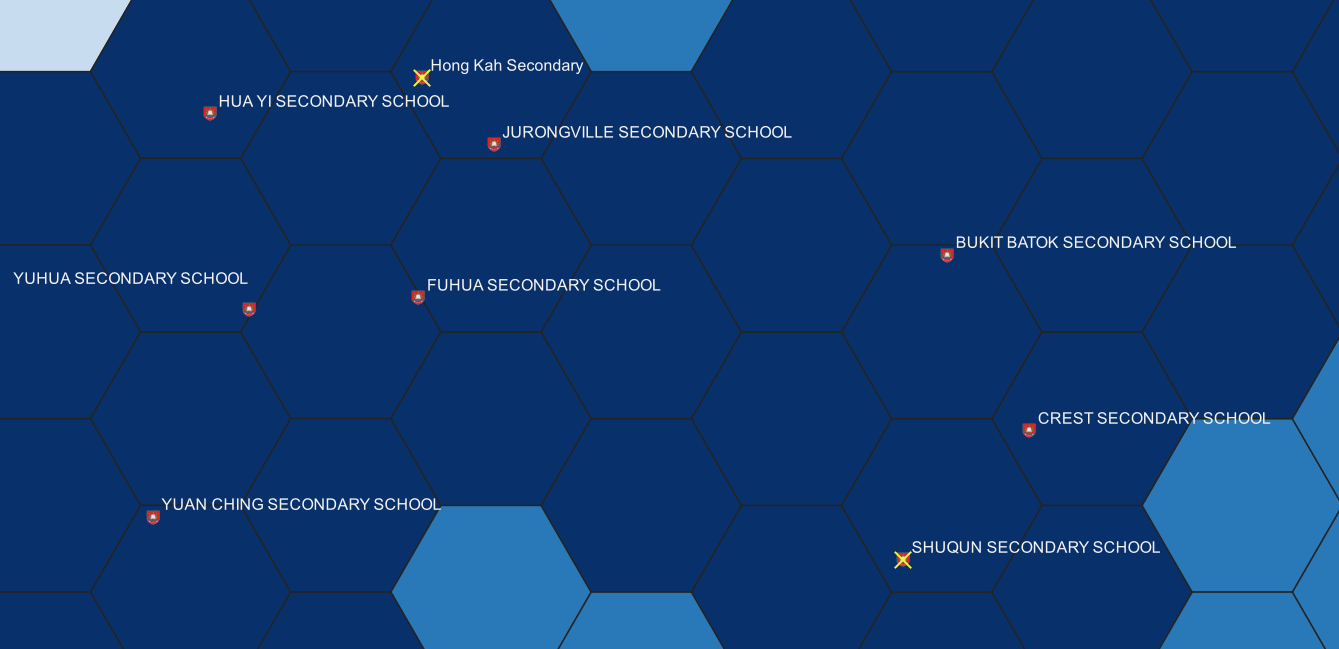 Hong Kah Secondary
HUA YI SECONDARY SCHOOL
JURONGVILLE SECONDARY SCHOOL
BUKIT BATOK SECONDARY SCHOOL
YUHUA SECONDARY SCHOOL
FUHUA SECONDARY SCHOOL
CREST SECONDARY SCHOOL
YUAN CHING SECONDARY SCHOOL
SHUQUN SECONDARY SCHOOL